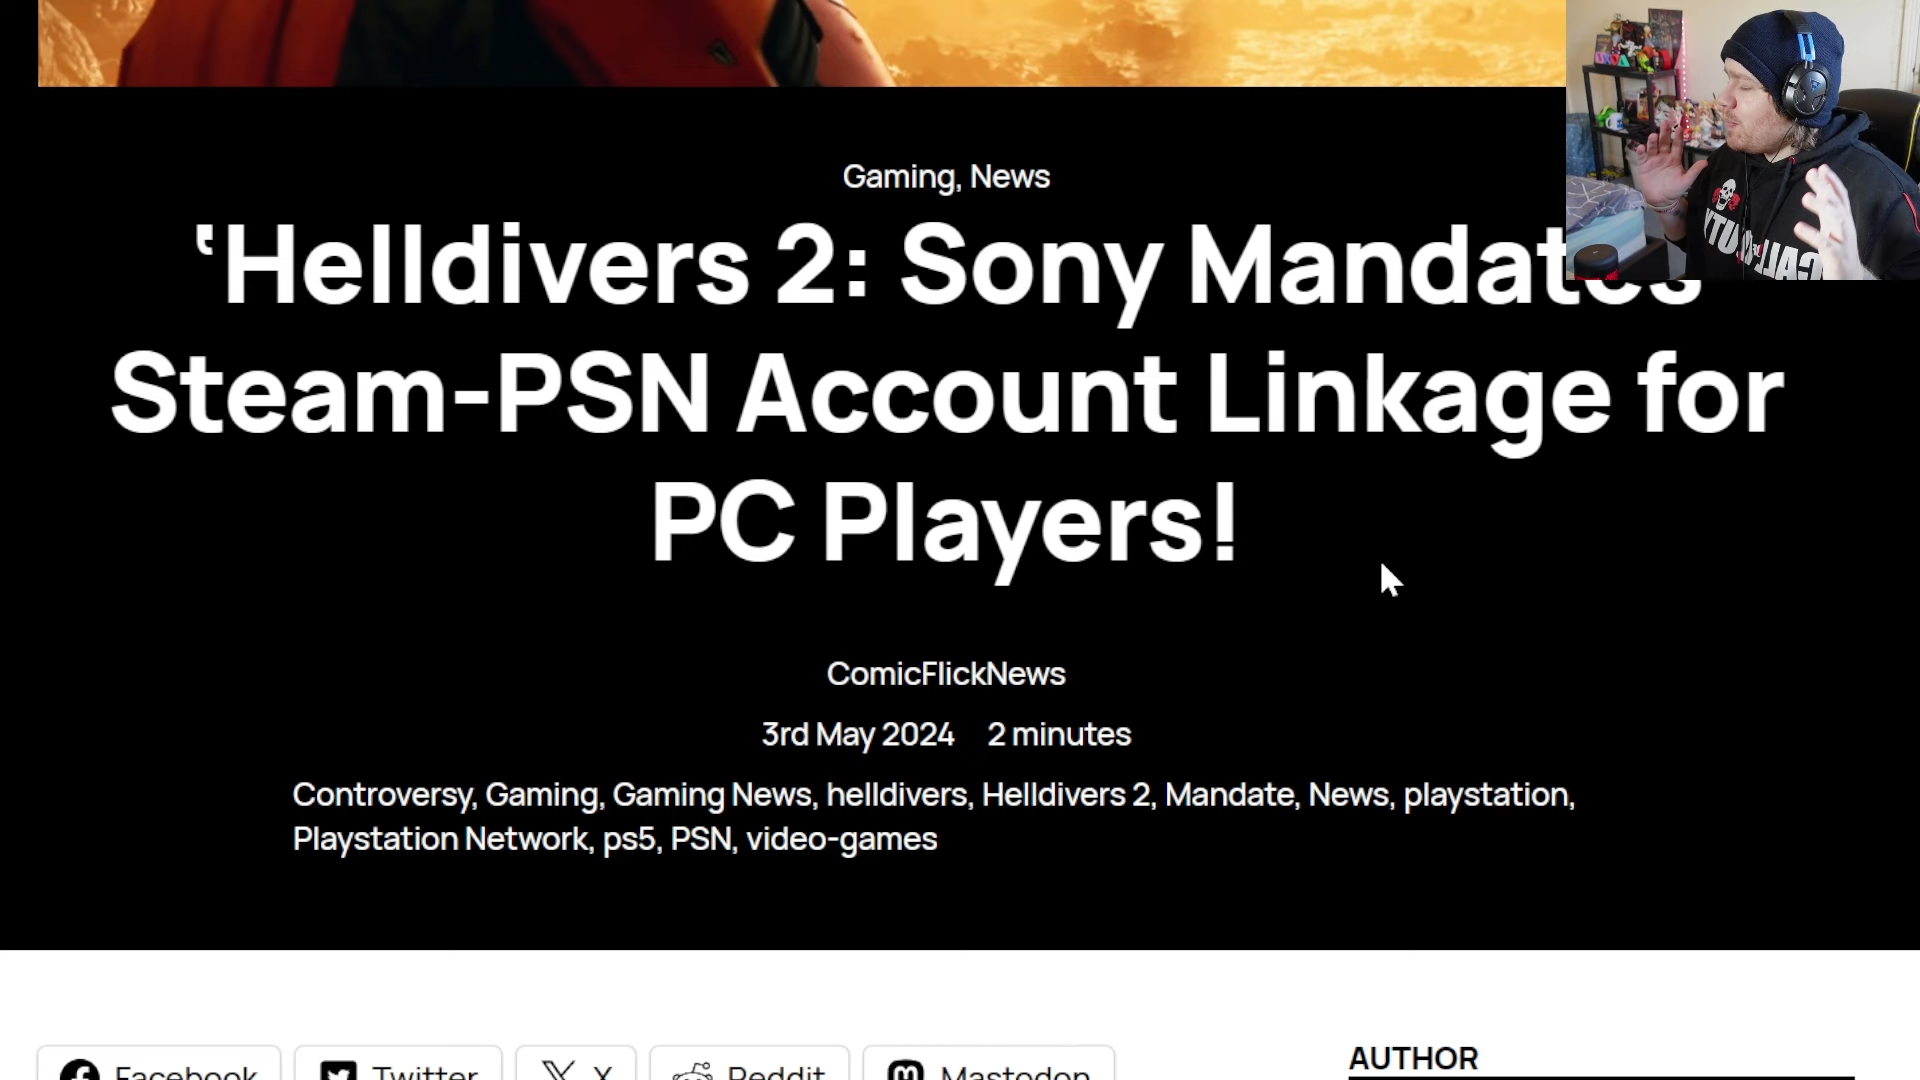 Gaming, News
‘Helldivers 2: Sony Mandates
Steam-PSN Account Linkage for
PC Players!
ComicFlickNews
3rd May 2024 2 minutes
Controversy, Gaming, Gaming News, helldivers, Helldivers 2, Mandate, News, playstation,
Playstation Network, ps5, PSN, video-games
Facebook Twitter X Reddit Mastodon
AUTHOR